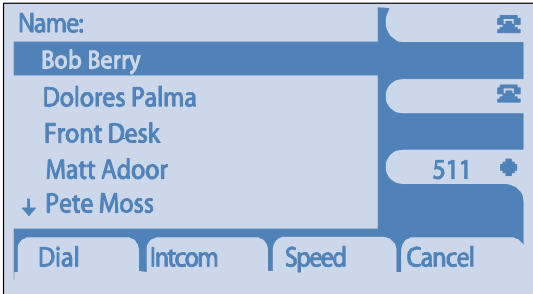 Name:
Bob Berry
Dolores Palma
Front Desk
Matt Adoor
511
Pete Moss
Dial Intcom Speed Cancel